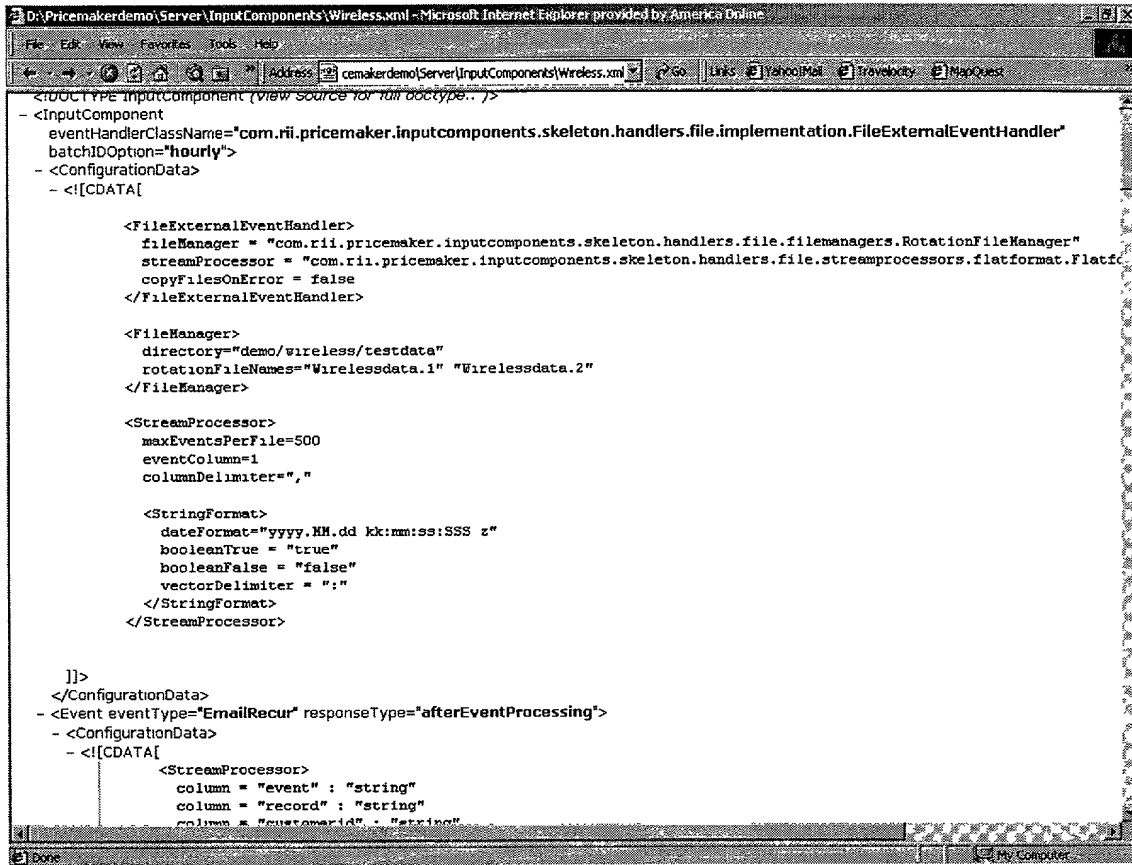 D:\Pricemakerdemo\Server\InputComponents\Wireless.xml - Microsoft Internet Explorer provided by America Online
File Edit View Favorites Tools Help
Address cemakerdemo\Server\InputComponents\Wireless.xml Go Links Yahoo!Mail Travelocity MapQuest
<!DOCTYPE InputComponent (View Source for full doctype...)>
- <InputComponent
eventHandlerClassName="com.rii.pricemaker.inputcomponents.skeleton.handlers.file.implementation.FileExternalEventHandler"
batchIDOption="hourly">
- <ConfigurationData>
- <![CDATA[
<FileExternalEventHandler>
fileManager = "com.rii.pricemaker.inputcomponents.skeleton.handlers.file.filemanagers.RotationFileManager"
streamProcessor = "com.rii.pricemaker.inputcomponents.skeleton.handlers.file.streamprocessors.flatformat.Flatfo
copyFilesOnError = false
</FileExternalEventHandler>
<FileManager>
directory="demo/wireless/testdata"
rotationFileNames="Wirelessdata.1" "Wirelessdata.2"
</FileManager>
<StreamProcessor>
maxEventsPerFile=500
eventColumn=1
columnDelimiter=","
<StringFormat>
dateFormat="yyyy.MM.dd kk:mm:ss:SSS z"
booleanTrue = "true"
booleanFalse = "false"
vectorDelimiter = ":"
</StringFormat>
</StreamProcessor>
]]>
</ConfigurationData>
- <Event eventType="EmailRecur" responseType="afterEventProcessing">
- <ConfigurationData>
- <![CDATA[
<StreamProcessor>
column = "event" : "string"
column = "record" : "string"
column = "customerid" : "string"
Done
My Computer